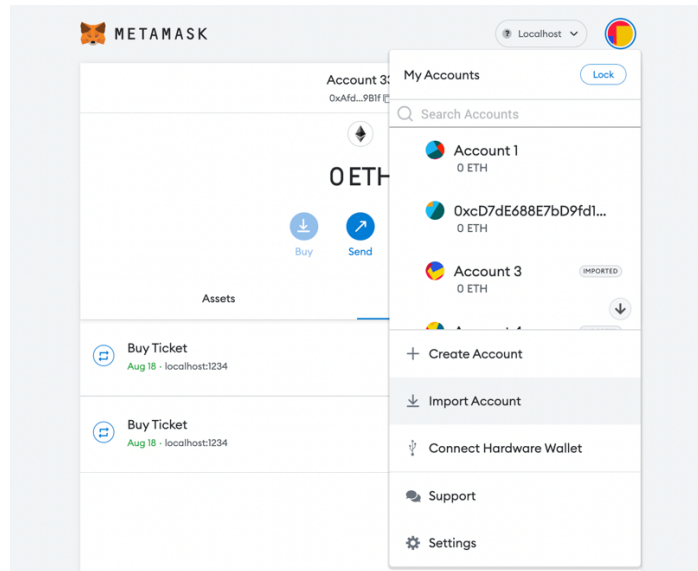 METAMASK
Localhost
Account 33
0xAfd...9B1f
0 ETH
Buy
Send
Assets
Buy Ticket
Aug 18 · localhost:1234
Buy Ticket
Aug 18 · localhost:1234
My Accounts
Lock
Search Accounts
Account 1
0 ETH
0xcD7dE688E7bD9fd1...
0 ETH
Account 3
IMPORTED
0 ETH
Create Account
Import Account
Connect Hardware Wallet
Support
Settings